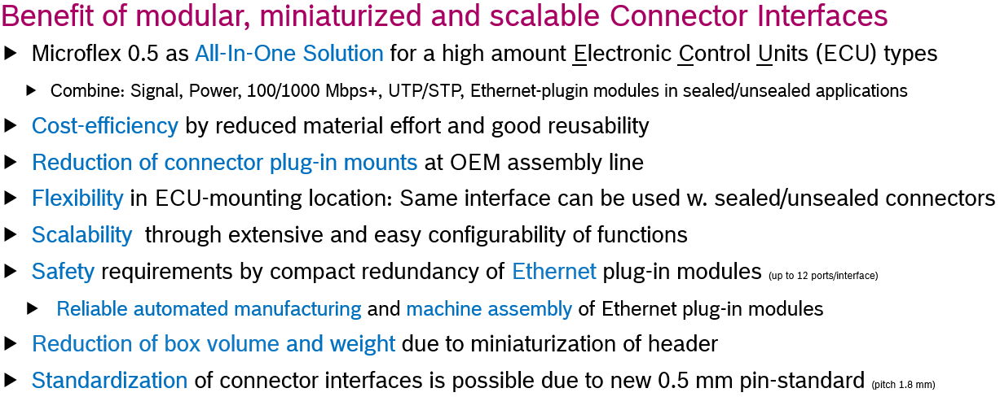 Benefit of modular, miniaturized and scalable Connector Interfaces
Microflex 0.5 as All-In-One Solution for a high amount Electronic Control Units (ECU) types
Combine: Signal, Power, 100/1000 Mbps+, UTP/STP, Ethernet-plugin modules in sealed/unsealed applications
Cost-efficiency by reduced material effort and good reusability
Reduction of connector plug-in mounts at OEM assembly line
Flexibility in ECU-mounting location: Same interface can be used w. sealed/unsealed connectors
Scalability through extensive and easy configurability of functions
Safety requirements by compact redundancy of Ethernet plug-in modules (up to 12 ports/interface)
Reliable automated manufacturing and machine assembly of Ethernet plug-in modules
Reduction of box volume and weight due to miniaturization of header
Standardization of connector interfaces is possible due to new 0.5 mm pin-standard (pitch 1.8 mm)